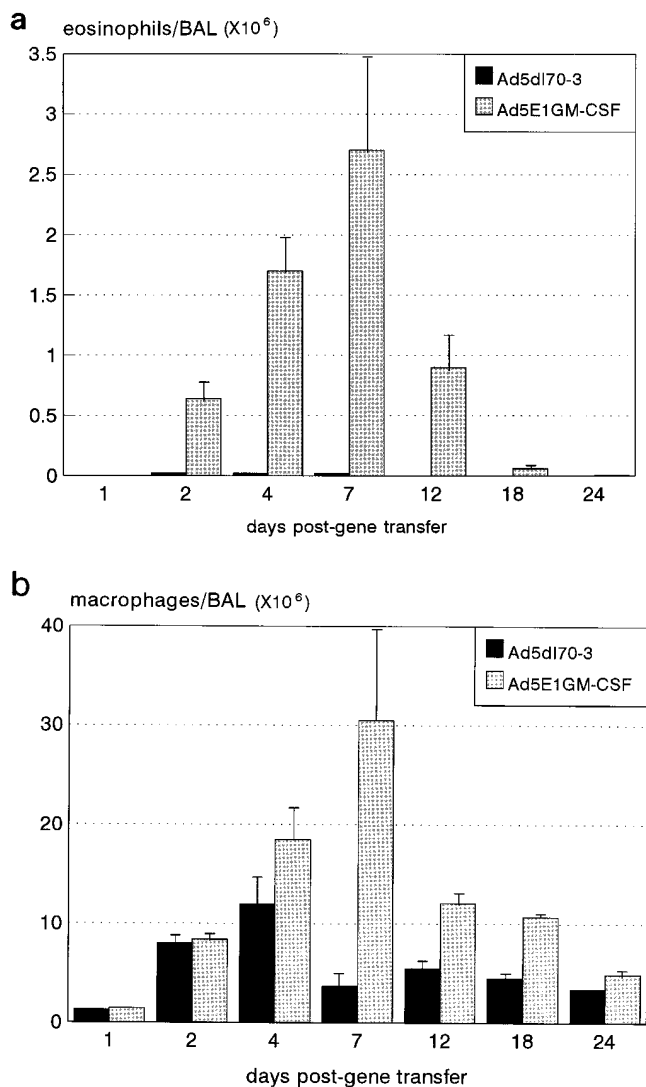 a
eosinophils/BAL (X10⁶)
3.5
3
2.5
2
1.5
1
0.5
0
Ad5dl70-3
Ad5E1GM-CSF
1 2 4 7 12 18 24
days post-gene transfer
b
macrophages/BAL (X10⁶)
40
30
20
10
0
Ad5dl70-3
Ad5E1GM-CSF
1 2 4 7 12 18 24
days post-gene transfer